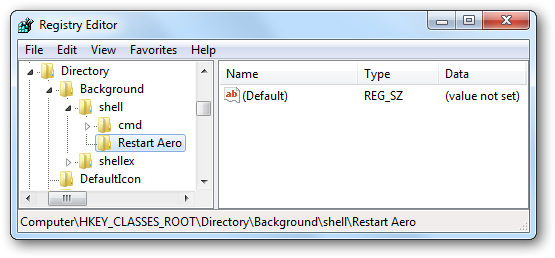 Registry Editor
File Edit View Favorites Help
Directory
Background
shell
cmd
Restart Aero
shellex
DefaultIcon
Name Type Data
ab (Default) REG_SZ (value not set)
Computer\HKEY_CLASSES_ROOT\Directory\Background\shell\Restart Aero